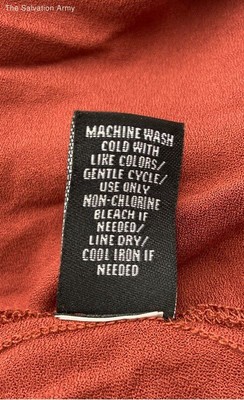 The Salvation Army
MACHINE WASH
COLD WITH
LIKE COLORS/
GENTLE CYCLE/
USE ONLY
NON-CHLORINE
BLEACH IF
NEEDED/
LINE DRY/
COOL IRON IF
NEEDED